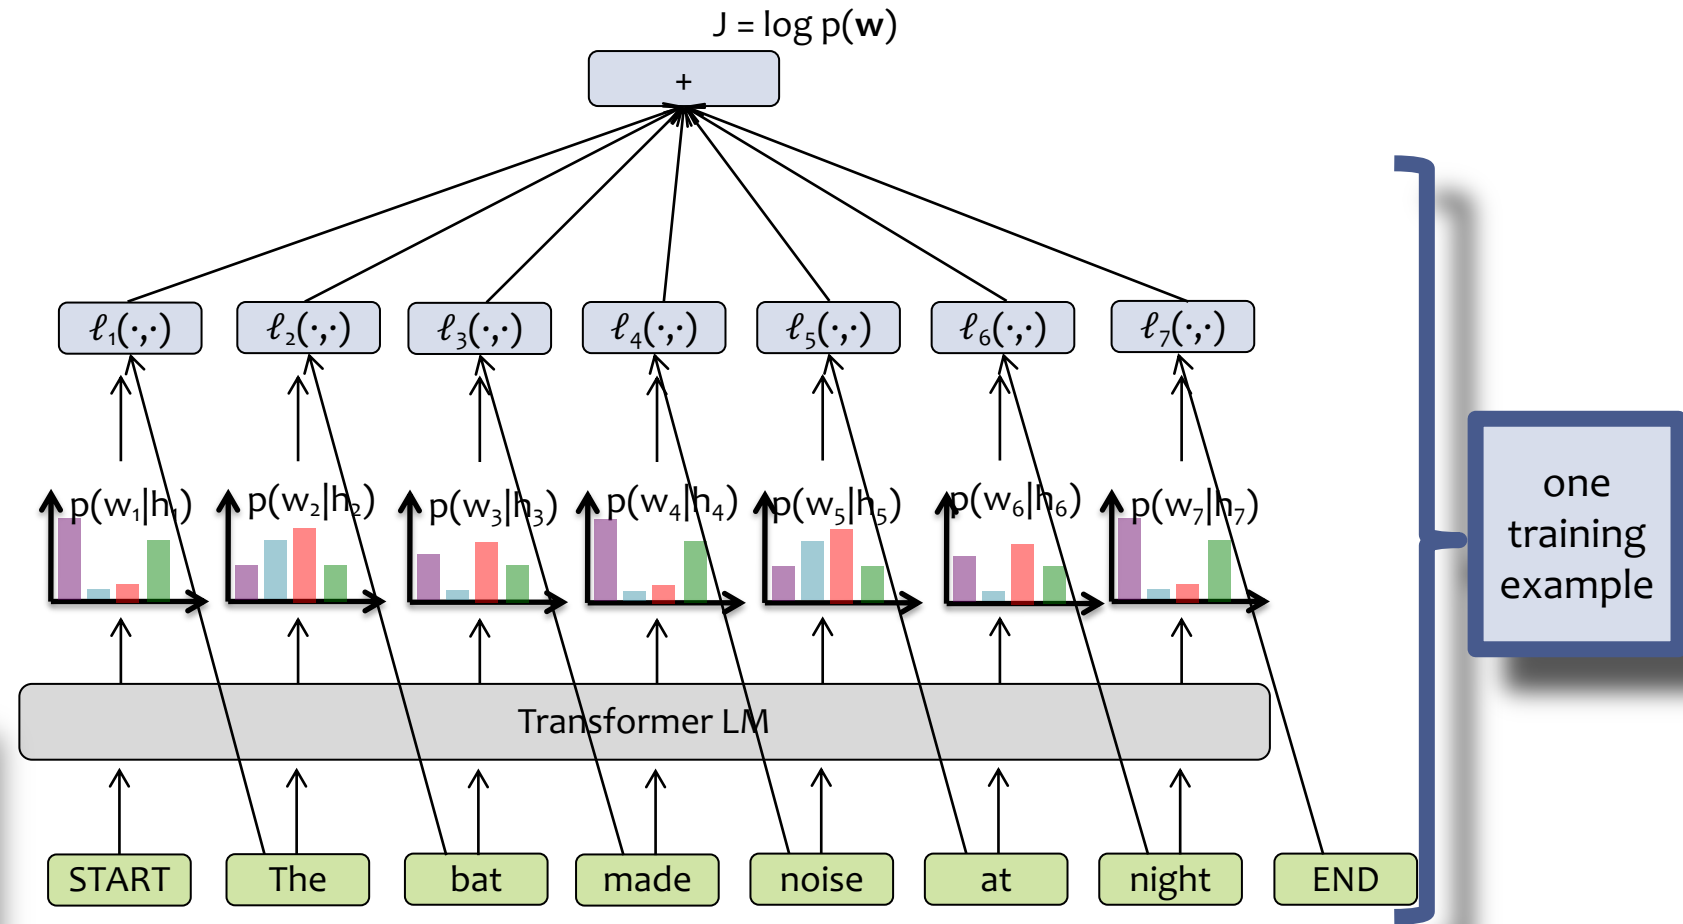 J = log p(w)
+
ℓ₁(·,·) ℓ₂(·,·) ℓ₃(·,·) ℓ₄(·,·) ℓ₅(·,·) ℓ₆(·,·) ℓ₇(·,·)
p(w₁|h₁) p(w₂|h₂) p(w₃|h₃) p(w₄|h₄) p(w₅|h₅) p(w₆|h₆) p(w₇|h₇)
one
training
example
Transformer LM
START The bat made noise at night END